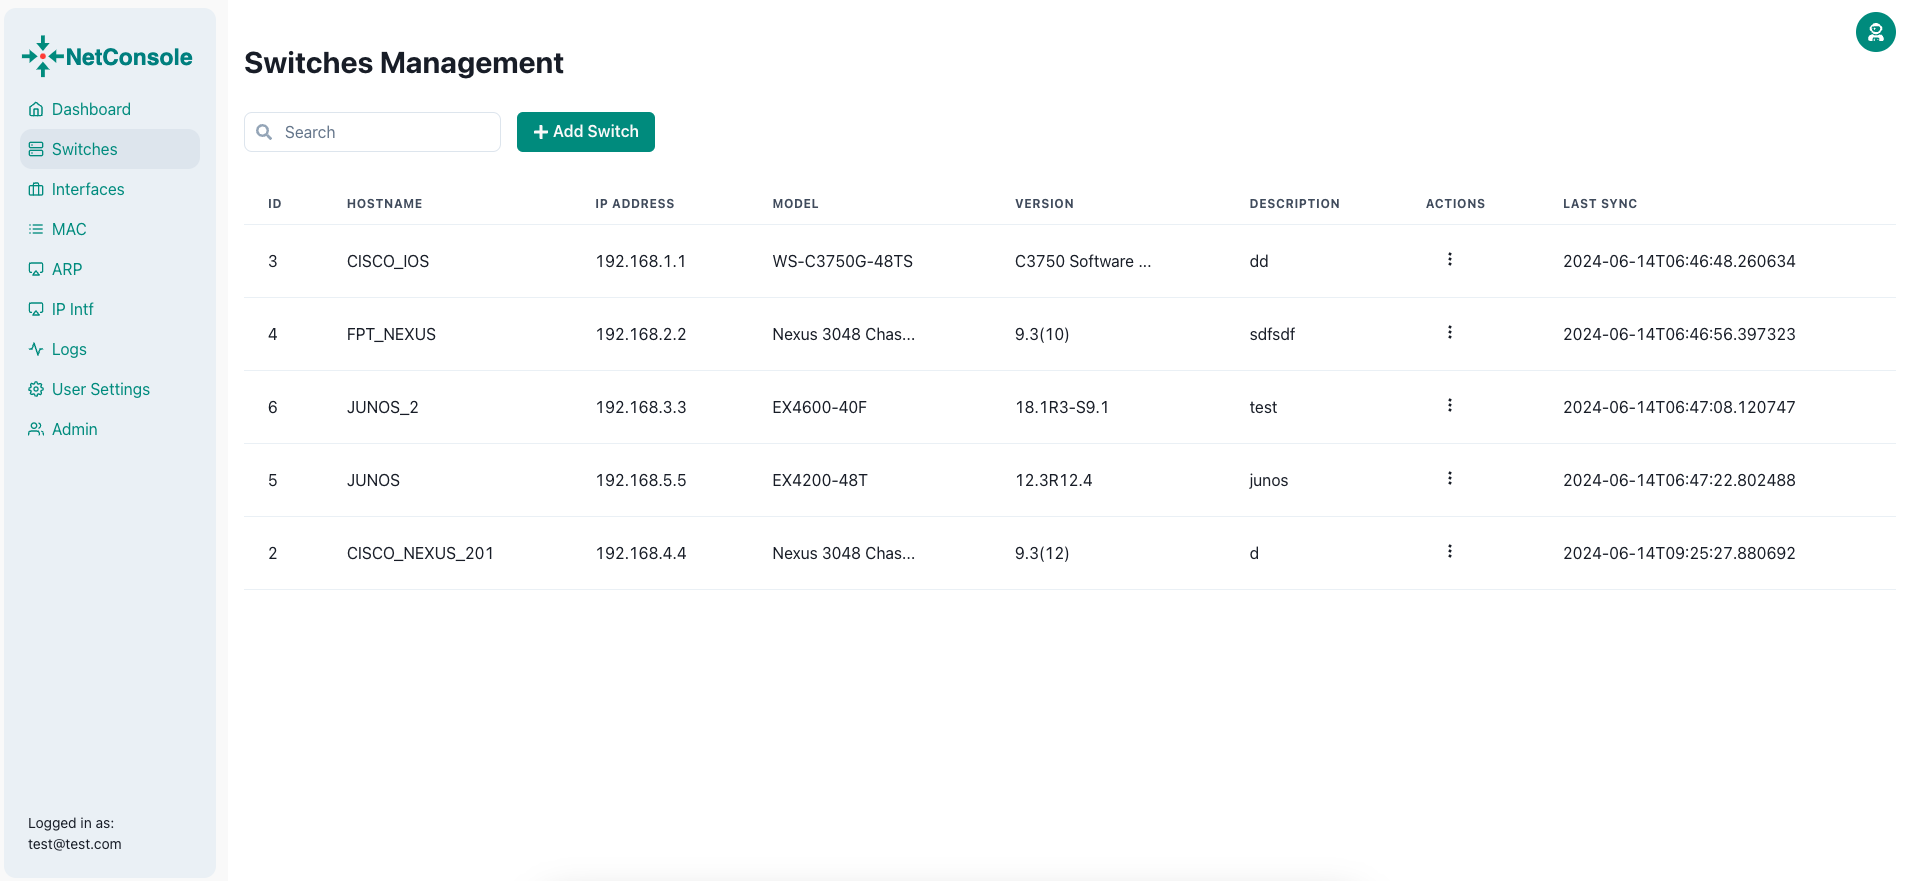 NetConsole
Dashboard
Switches
Interfaces
MAC
ARP
IP Intf
Logs
User Settings
Admin
Logged in as:
test@test.com
Switches Management
Search
Add Switch
ID HOSTNAME IP ADDRESS MODEL VERSION DESCRIPTION ACTIONS LAST SYNC
3 CISCO_IOS 192.168.1.1 WS-C3750G-48TS C3750 Software ... dd 2024-06-14T06:46:48.260634
4 FPT_NEXUS 192.168.2.2 Nexus 3048 Chas... 9.3(10) sdfsdf 2024-06-14T06:46:56.397323
6 JUNOS_2 192.168.3.3 EX4600-40F 18.1R3-S9.1 test 2024-06-14T06:47:08.120747
5 JUNOS 192.168.5.5 EX4200-48T 12.3R12.4 junos 2024-06-14T06:47:22.802488
2 CISCO_NEXUS_201 192.168.4.4 Nexus 3048 Chas... 9.3(12) d 2024-06-14T09:25:27.880692